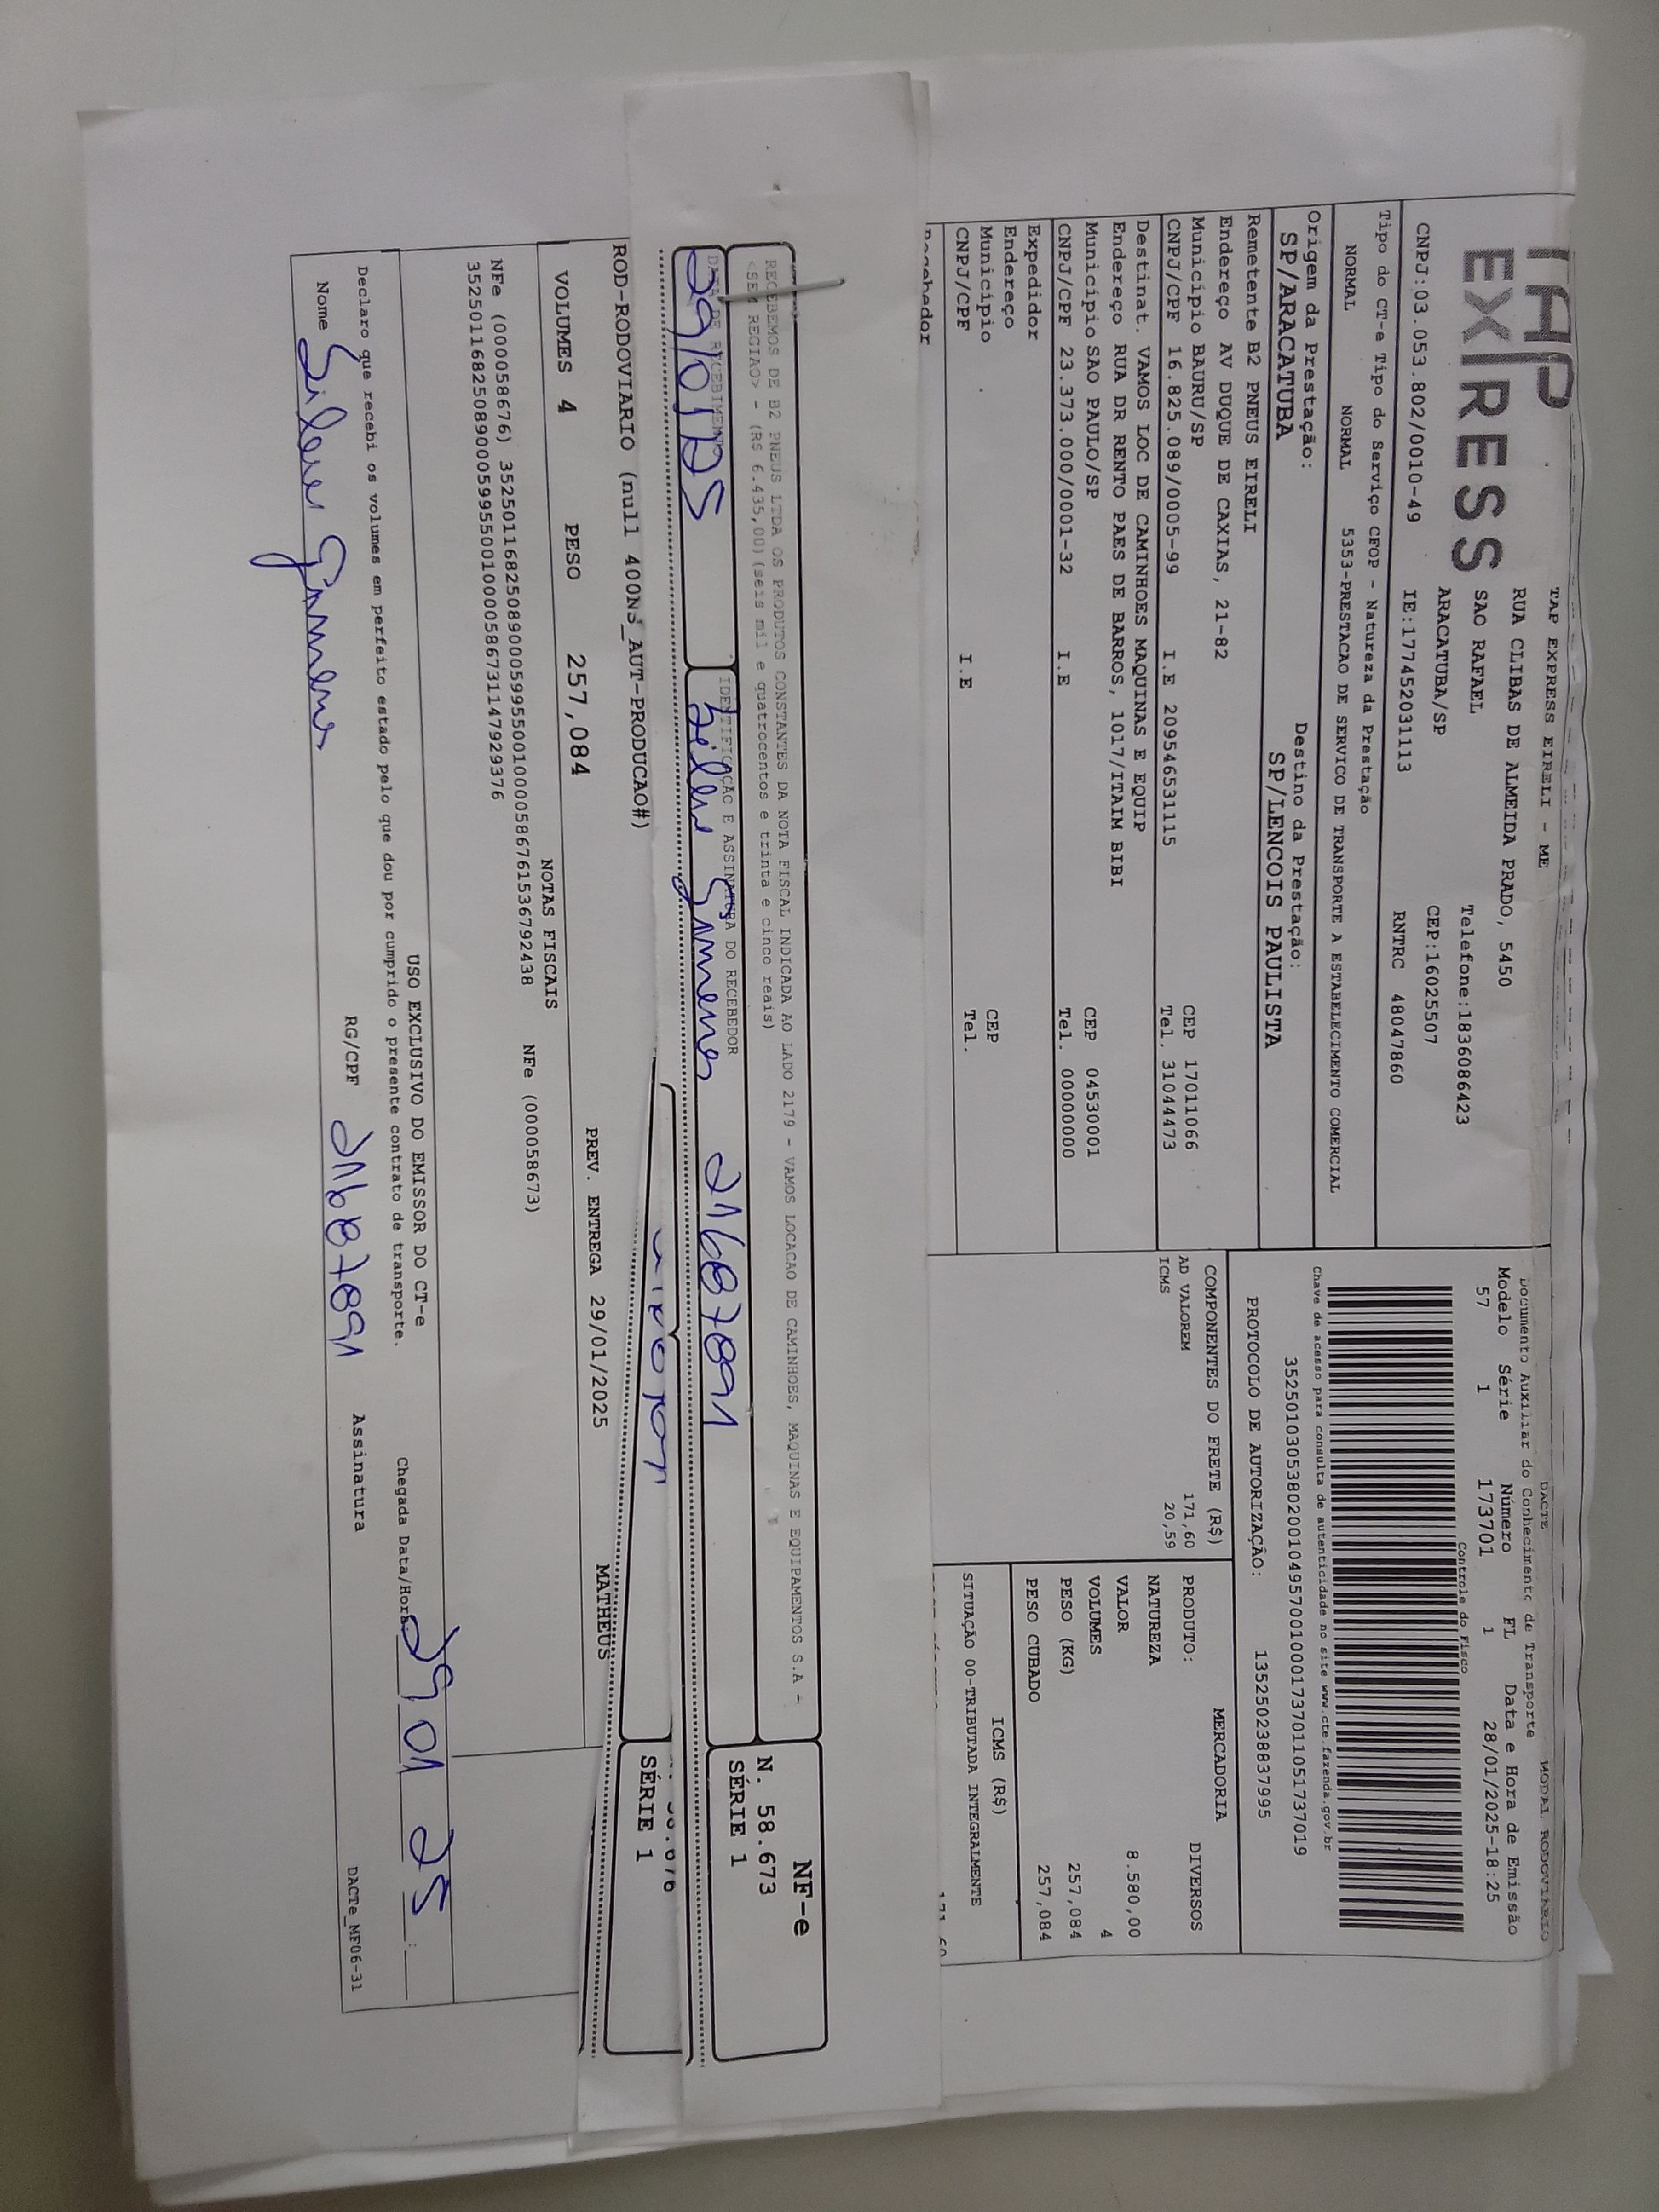 TAP
EXPRESS
TAP EXPRESS EIRELI - ME
RUA CLIBAS DE ALMEIDA PRADO, 5450
SAO RAFAEL Telefone:1836086423
ARACATUBA/SP CEP:16025507
CNPJ:03.053.802/0010-49 IE:177452031113 RNTRC 48047860
Tipo do CT-e Tipo do Serviço CFOP - Natureza da Prestação
NORMAL NORMAL 5353-PRESTACAO DE SERVICO DE TRANSPORTE A ESTABELECIMENTO COMERCIAL
Origem da Prestação: Destino da Prestação:
SP/ARACATUBA SP/LENCOIS PAULISTA
Remetente B2 PNEUS EIRELI
Endereço AV DUQUE DE CAXIAS, 21-82
Municipio BAURU/SP CEP 17011066
CNPJ/CPF 16.825.089/0005-99 I.E 209546531115 Tel. 31044473
Destinat. VAMOS LOC DE CAMINHOES MAQUINAS E EQUIP
Endereço RUA DR RENTO PAES DE BARROS, 1017/ITAIM BIBI
Municipio SAO PAULO/SP CEP 04530001
CNPJ/CPF 23.373.000/0001-32 I.E Tel. 00000000
Expedidor
Endereço
Municipio CEP
CNPJ/CPF I.E Tel.
Recebedor
DACTE MODAL RODOVIÁRIO
Documento Auxiliar do Conhecimento de Transporte
Modelo Série Número FL Data e Hora de Emissão
57 1 173701 1 28/01/2025-18:25
Controle do Fisco
Chave de acesso para consulta de autenticidade no site www.cte.fazenda.gov.br
35250103053802001049570010001737011051737019
PROTOCOLO DE AUTORIZAÇÃO: 135250238837995
COMPONENTES DO FRETE (R$)
AD VALOREM 171,60
ICMS 20,59
MERCADORIA
PRODUTO: DIVERSOS
NATUREZA
VALOR 8.580,00
VOLUMES 4
PESO (KG) 257,084
PESO CUBADO 257,084
ICMS (R$)
SITUAÇÃO 00-TRIBUTADA INTEGRALMENTE
RECEBEMOS DE B2 PNEUS LTDA OS PRODUTOS CONSTANTES DA NOTA FISCAL INDICADA AO LADO 2179 - VAMOS LOCACAO DE CAMINHOES, MAQUINAS E EQUIPAMENTOS S.A -
<SEM REGIAO> - (R$ 6.435,00)(seis mil e quatrocentos e trinta e cinco reais)
DATA DE RECEBIMENTO IDENTIFICAÇÃO E ASSINATURA DO RECEBEDOR
29/01/25 21687891
NF-e
N. 58.673
SÉRIE 1
SÉRIE 1
ROD-RODOVIARIO (null 400NS_AUT-PRODUCAO#) MATHEUS
VOLUMES 4 PESO 257,084 PREV. ENTREGA 29/01/2025
NOTAS FISCAIS
NFe (00058676) 35250116825089000599550010000586761536792438 NFe (00058673)
35250116825089000599550010000586731147929376
USO EXCLUSIVO DO EMISSOR DO CT-e
Declaro que recebi os volumes em perfeito estado pelo que dou por cumprido o presente contrato de transporte. Chegada Data/Hora 29 01 25
Nome RG/CPF 21687891 Assinatura
DACTe_MF06-31